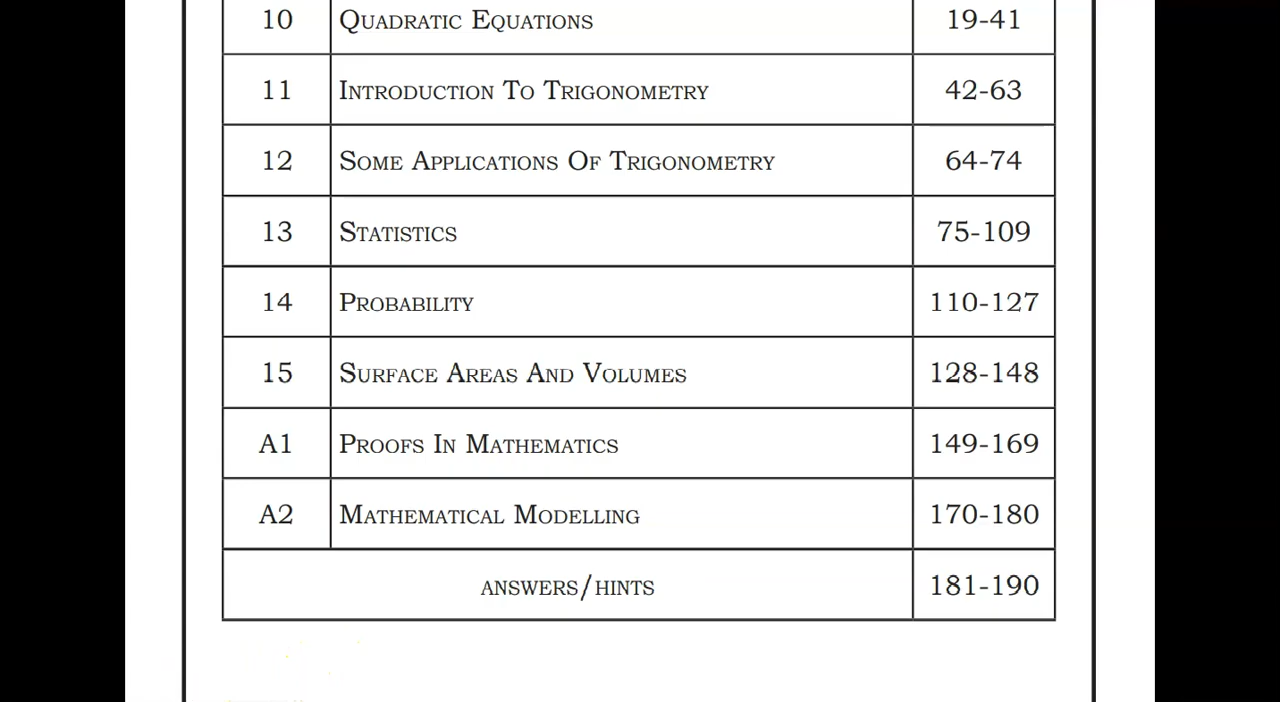 10 QUADRATIC EQUATIONS 19-41
11 INTRODUCTION TO TRIGONOMETRY 42-63
12 SOME APPLICATIONS OF TRIGONOMETRY 64-74
13 STATISTICS 75-109
14 PROBABILITY 110-127
15 SURFACE AREAS AND VOLUMES 128-148
A1 PROOFS IN MATHEMATICS 149-169
A2 MATHEMATICAL MODELLING 170-180
ANSWERS/HINTS 181-190